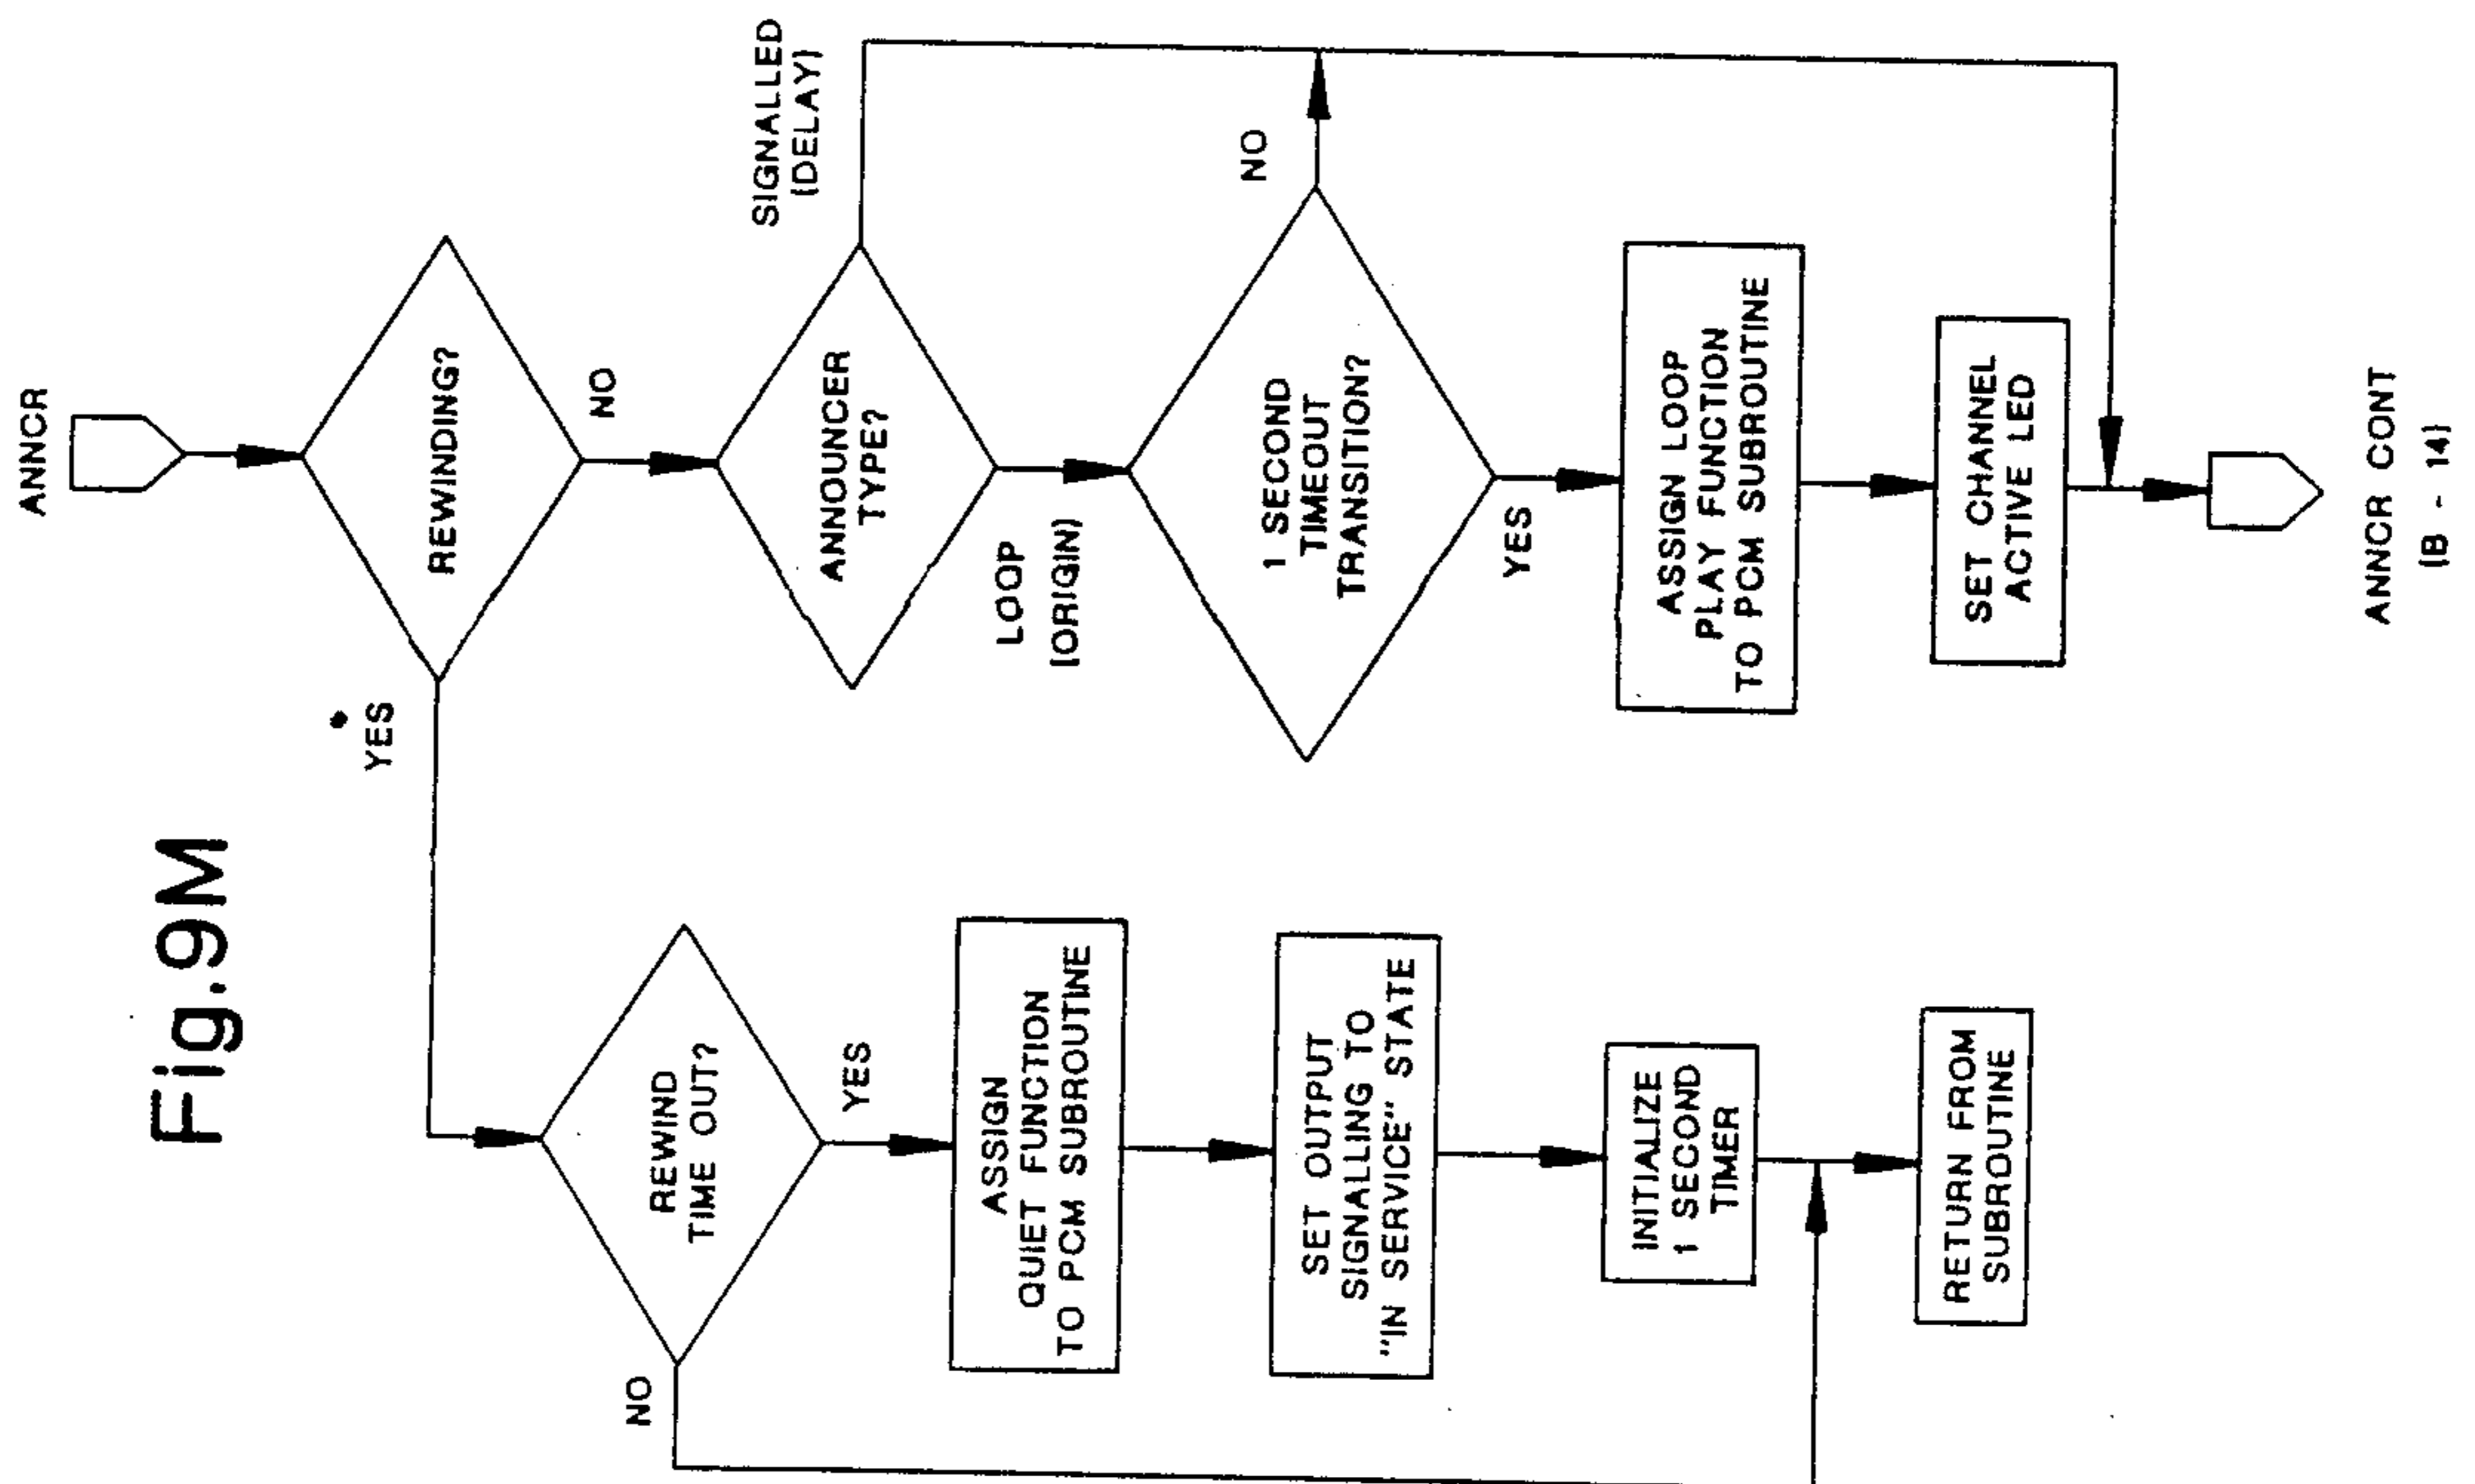 Fig.9M
ANNCR
REWINDING?
YES
NO
REWIND
TIME OUT?
NO
YES
ASSIGN
QUIET FUNCTION
TO PCM SUBROUTINE
SET OUTPUT
SIGNALLING TO
"IN SERVICE" STATE
INITIALIZE
1 SECOND
TIMER
RETURN FROM
SUBROUTINE
ANNOUNCER
TYPE?
SIGNALLED
(DELAY)
LOOP
(ORIGIN)
1 SECOND
TIMEOUT
TRANSITION?
NO
YES
ASSIGN LOOP
PLAY FUNCTION
TO PCM SUBROUTINE
SET CHANNEL
ACTIVE LED
ANNCR CONT
(B - 14)